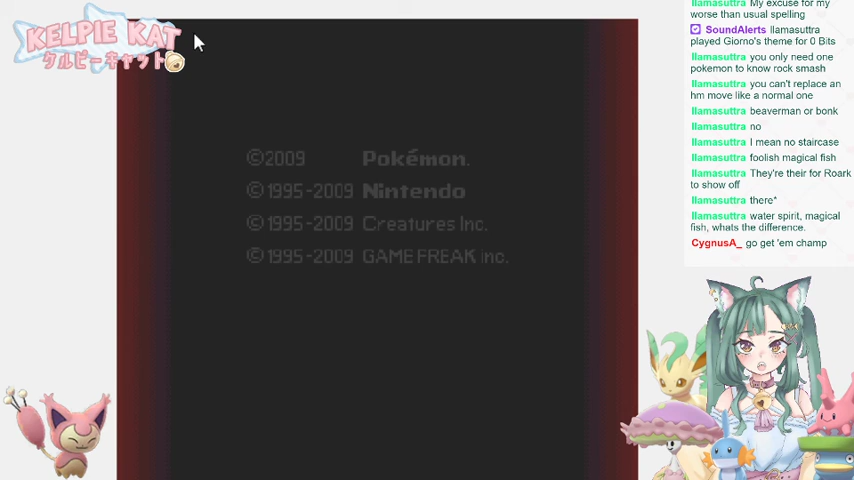 KELPIE KAT
クルピーキャット
©2009 Pokémon.
©1995-2009 Nintendo
©1995-2009 Creatures Inc.
©1995-2009 GAME FREAK inc.
llamasuttra My excuse for my
worse than usual spelling
SoundAlerts llamasuttra
played Giorno's theme for 0 Bits
llamasuttra you only need one
pokemon to know rock smash
llamasuttra you can't replace an
hm move like a normal one
llamasuttra beaverman or bonk
llamasuttra no
llamasuttra I mean no staircase
llamasuttra foolish magical fish
llamasuttra They're their for Roark
to show off
llamasuttra there*
llamasuttra water spirit, magical
fish, whats the difference.
CygnusA_ go get 'em champ